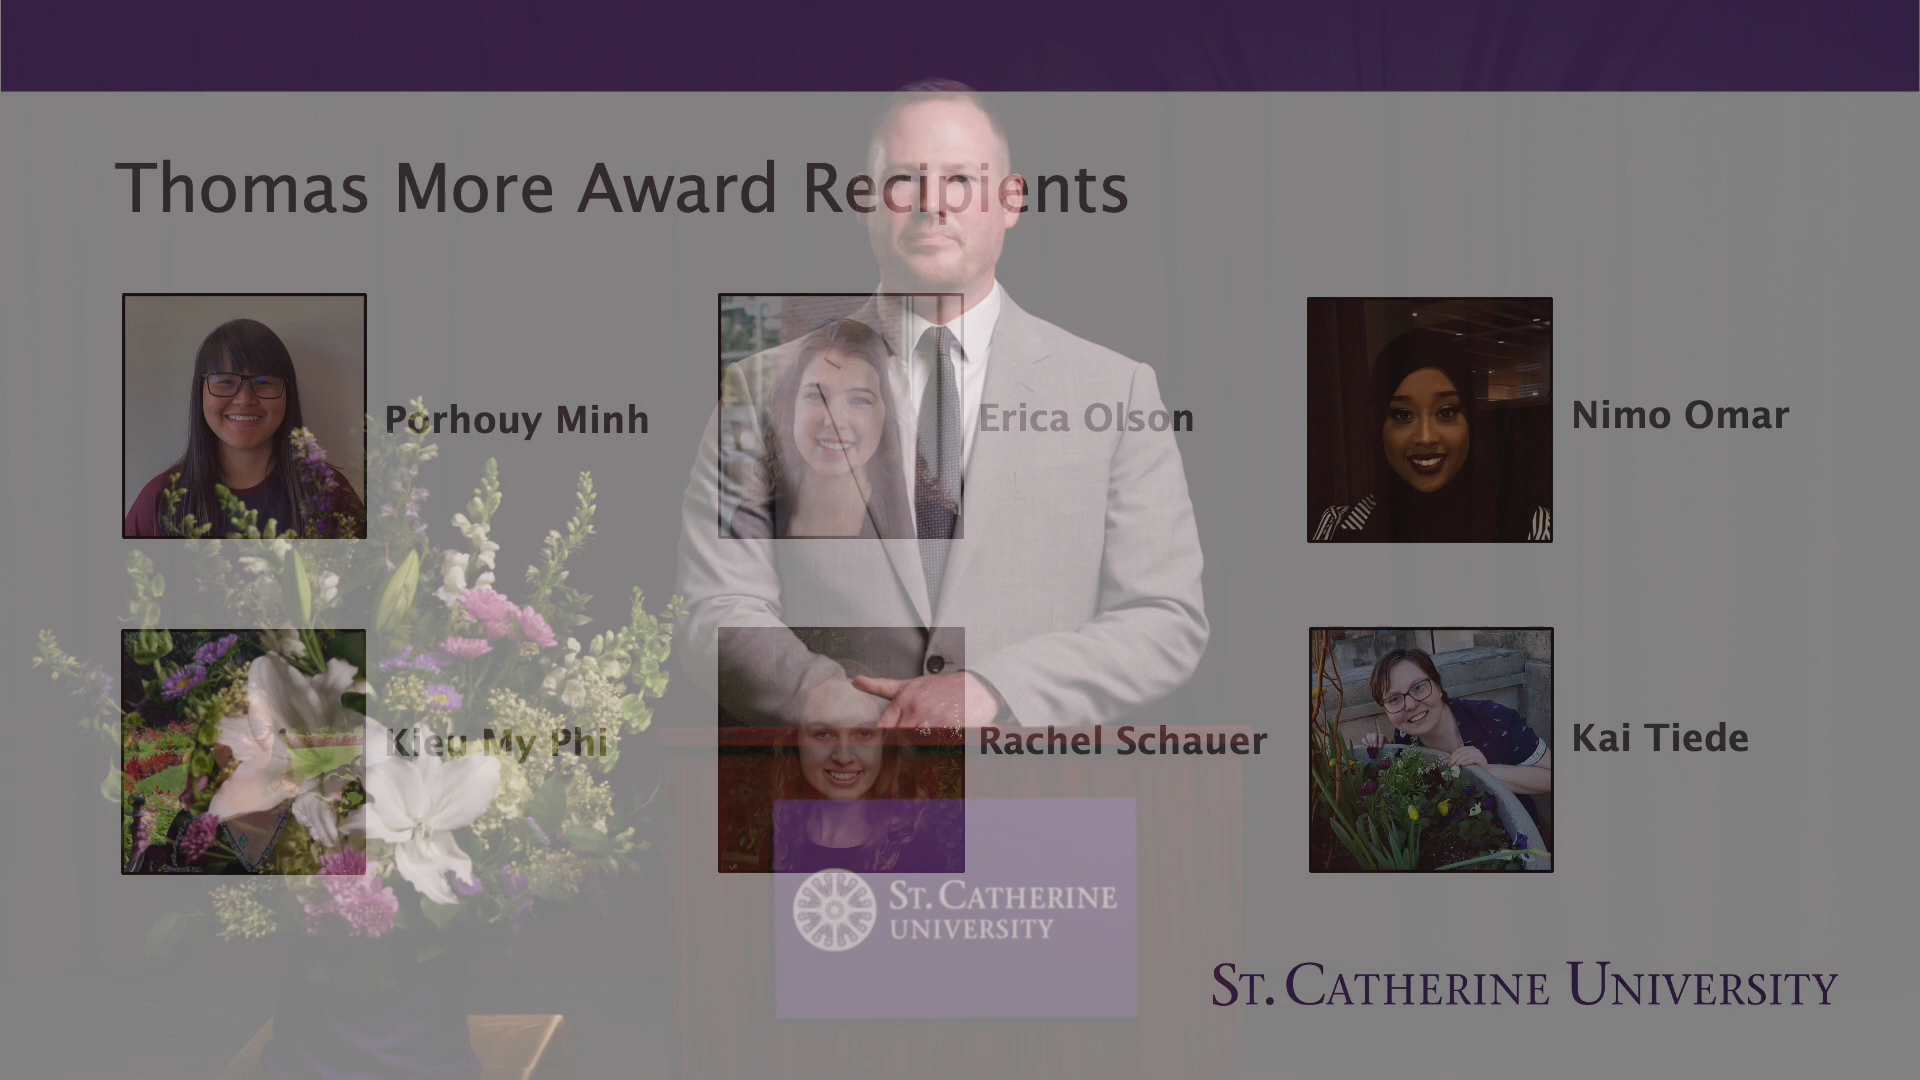 Thomas More Award Recipients
Porhouy Minh
Erica Olson
Nimo Omar
Kieu My Phi
Rachel Schauer
Kai Tiede
ST. CATHERINE
UNIVERSITY
ST. CATHERINE UNIVERSITY